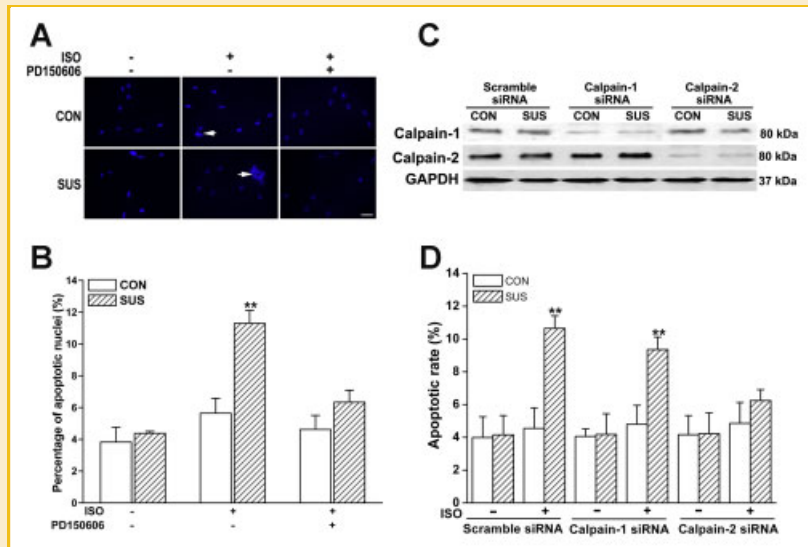 A
ISO - + +
PD150606 - - +
CON
SUS
B
CON
SUS
Percentage of apoptotic nuclei (%)
14
12
10
8
6
4
2
0
**
ISO - + +
PD150606 - - +
C
Scramble siRNA Calpain-1 siRNA Calpain-2 siRNA
CON SUS CON SUS CON SUS
Calpain-1 80 kDa
Calpain-2 80 kDa
GAPDH 37 kDa
D
CON
SUS
Apoptotic rate (%)
14
12
10
8
6
4
2
0
**
**
ISO - + - + - +
Scramble siRNA Calpain-1 siRNA Calpain-2 siRNA